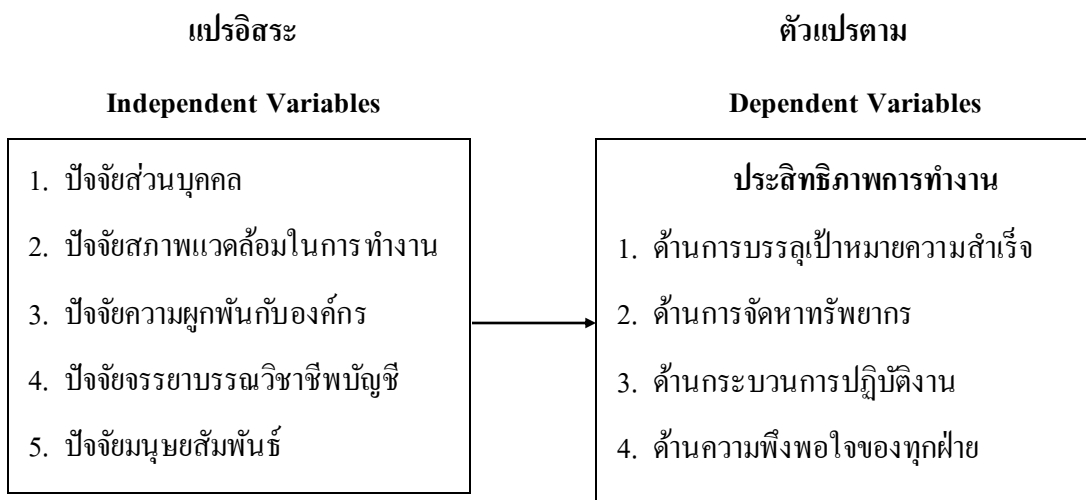 แปรอิสระ
Independent Variables
1. ปัจจัยส่วนบุคคล
2. ปัจจัยสภาพแวดล้อมในการทำงาน
3. ปัจจัยความผูกพันกับองค์กร
4. ปัจจัยจรรยาบรรณวิชาชีพบัญชี
5. ปัจจัยมนุษยสัมพันธ์
ตัวแปรตาม
Dependent Variables
ประสิทธิภาพการทำงาน
1. ด้านการบรรลุเป้าหมายความสำเร็จ
2. ด้านการจัดหาทรัพยากร
3. ด้านกระบวนการปฏิบัติงาน
4. ด้านความพึงพอใจของทุกฝ่าย